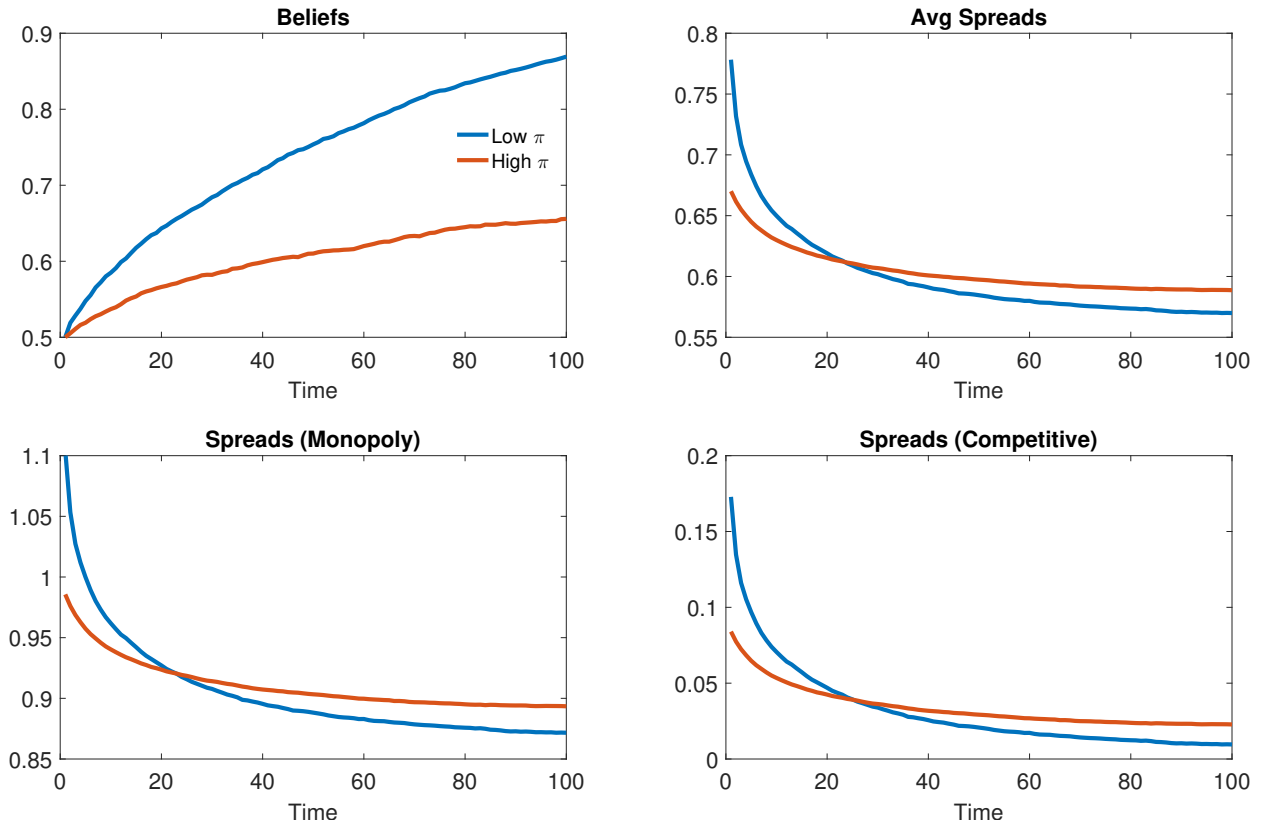 Beliefs
0.9
0.8
0.7
0.6
0.5
0 20 40 60 80 100
Time
Low π
High π
Avg Spreads
0.8
0.75
0.7
0.65
0.6
0.55
0 20 40 60 80 100
Time
Spreads (Monopoly)
1.1
1.05
1
0.95
0.9
0.85
0 20 40 60 80 100
Time
Spreads (Competitive)
0.2
0.15
0.1
0.05
0
0 20 40 60 80 100
Time